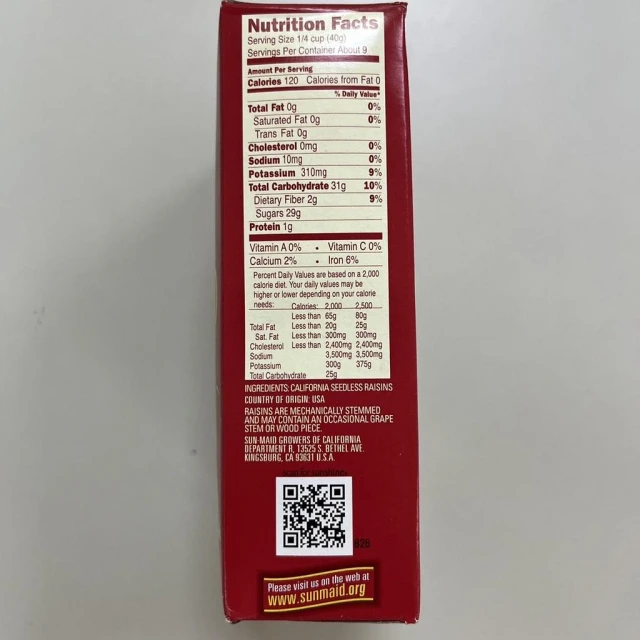 Nutrition Facts
Serving Size 1/4 cup (40g)
Servings Per Container About 9
Amount Per Serving
Calories 120 Calories from Fat 0
% Daily Value*
Total Fat 0g 0%
Saturated Fat 0g 0%
Trans Fat 0g
Cholesterol 0mg 0%
Sodium 10mg 0%
Potassium 310mg 9%
Total Carbohydrate 31g 10%
Dietary Fiber 2g 9%
Sugars 29g
Protein 1g
Vitamin A 0% • Vitamin C 0%
Calcium 2% • Iron 6%
Percent Daily Values are based on a 2,000
calorie diet. Your daily values may be
higher or lower depending on your calorie
needs: Calories: 2,000 2,500
Less than 65g 80g
Total Fat Less than 20g 25g
Sat. Fat Less than 300mg 300mg
Cholesterol Less than 2,400mg 2,400mg
Sodium 3,500mg 3,500mg
Potassium 300g 375g
Total Carbohydrate 25g
INGREDIENTS: CALIFORNIA SEEDLESS RAISINS
COUNTRY OF ORIGIN: USA
RAISINS ARE MECHANICALLY STEMMED
AND MAY CONTAIN AN OCCASIONAL GRAPE
STEM OR WOOD PIECE.
SUN-MAID GROWERS OF CALIFORNIA
DEPARTMENT R, 13525 S. BETHEL AVE.
KINGSBURG, CA 93631 U.S.A.
scan for sunshine
Please visit us on the web at
www.sunmaid.org